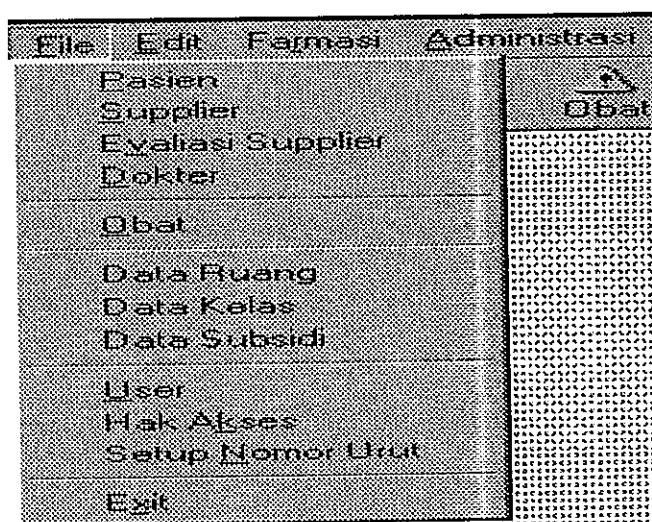 File Edit Farmasi Administrasi
Pasien
Supplier
Evaliasi Supplier
Dokter
Obat
Obat
Data Ruang
Data Kelas
Data Subsidi
User
Hak Akses
Setup Nomor Urut
Exit